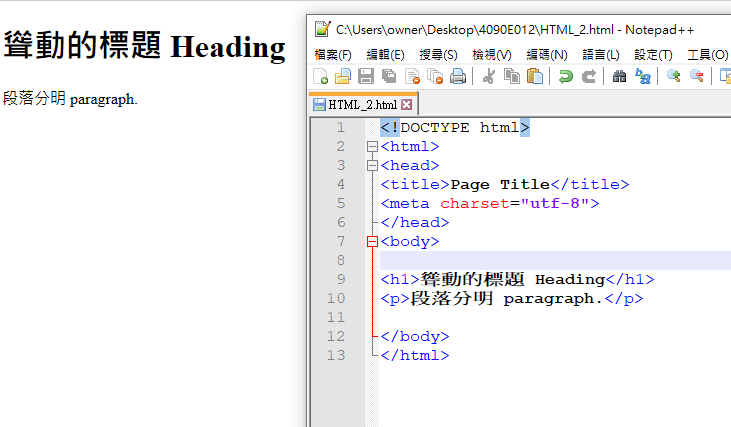 聳動的標題 Heading
段落分明 paragraph.
C:\Users\owner\Desktop\4090E012\HTML_2.html - Notepad++
檔案(F) 編輯(E) 搜尋(S) 檢視(V) 編碼(N) 語言(L) 設定(T) 工具(O)
HTML_2.html
1 <!DOCTYPE html>
2 <html>
3 <head>
4 <title>Page Title</title>
5 <meta charset="utf-8">
6 </head>
7 <body>
8
9 <h1>聳動的標題 Heading</h1>
10 <p>段落分明 paragraph.</p>
11
12 </body>
13 </html>